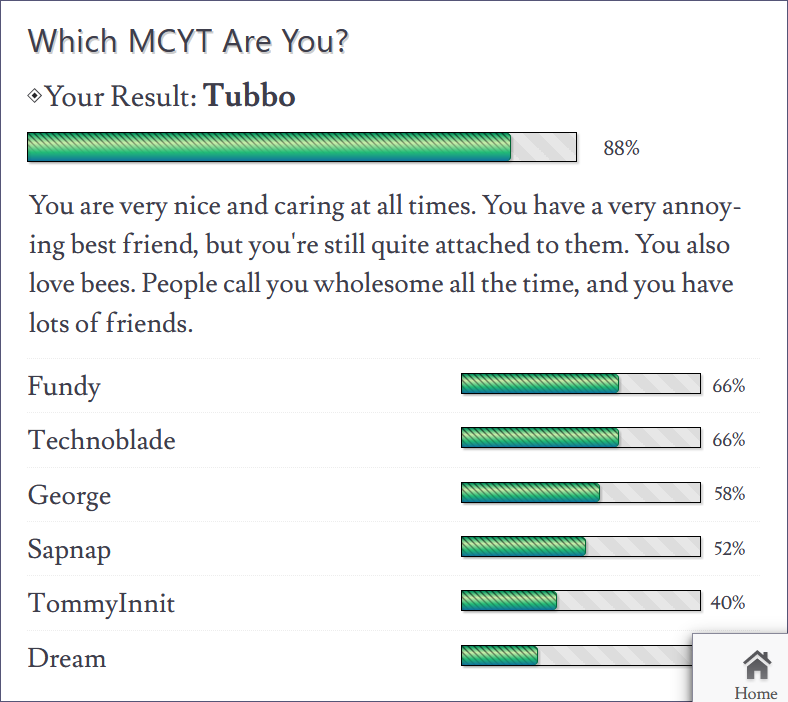 Which MCYT Are You?
Your Result: Tubbo
88%
You are very nice and caring at all times. You have a very annoy-
ing best friend, but you're still quite attached to them. You also
love bees. People call you wholesome all the time, and you have
lots of friends.
Fundy 66%
Technoblade 66%
George 58%
Sapnap 52%
TommyInnit 40%
Dream
Home